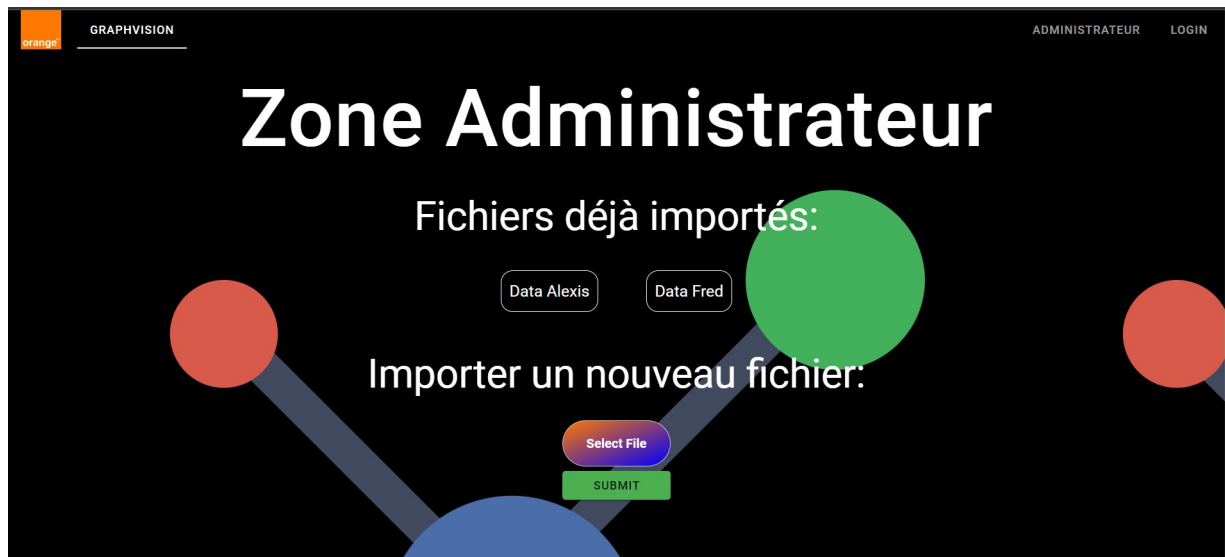 orange™
GRAPHVISION
ADMINISTRATEUR
LOGIN
Zone Administrateur
Fichiers déjà importés:
Data Alexis
Data Fred
Importer un nouveau fichier:
Select File
SUBMIT